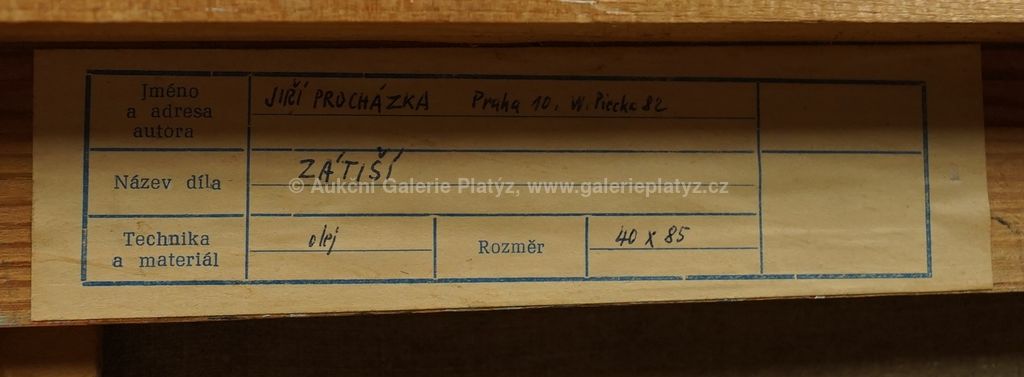 Jméno
a adresa
autora
JIŘÍ PROCHÁZKA Praha 10, W. Piecka 82
Název díla
ZÁTIŠÍ
© Aukční Galerie Platýz, www.galerieplatyz.cz
Technika
a materiál
olej
Rozměr
40 x 85